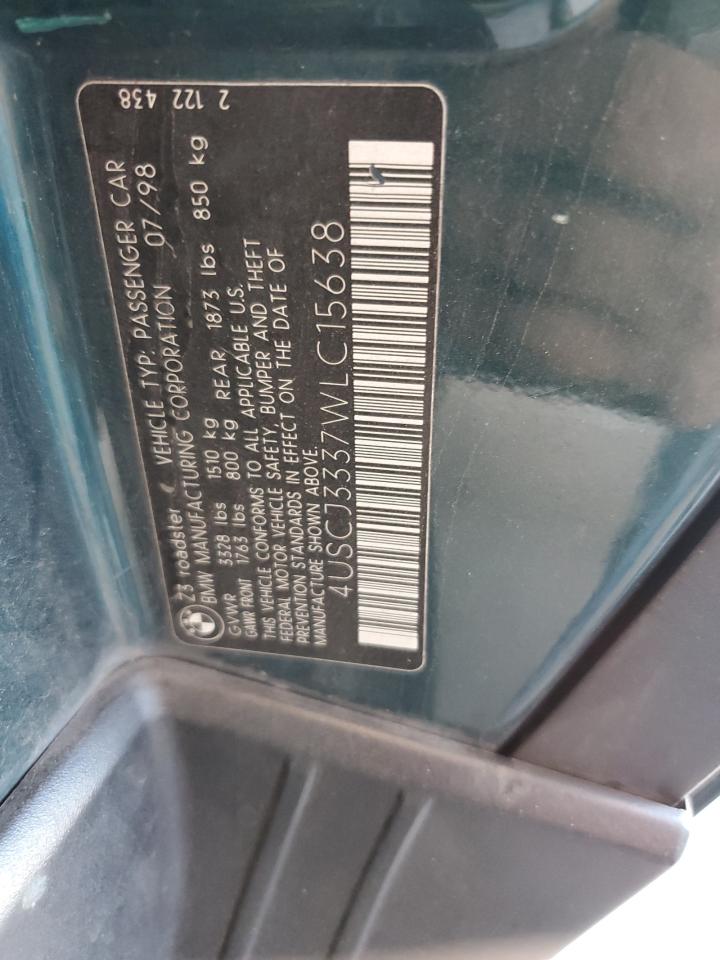 Z3 roadster VEHICLE TYP: PASSENGER CAR
BMW MANUFACTURING CORPORATION 07/98
GVWR 3328 lbs 1510 kg REAR 1873 lbs 850 kg
GAWR FRONT 1763 lbs 800 kg
THIS VEHICLE CONFORMS TO ALL APPLICABLE U.S.
FEDERAL MOTOR VEHICLE SAFETY, BUMPER AND THEFT
PREVENTION STANDARDS IN EFFECT ON THE DATE OF
MANUFACTURE SHOWN ABOVE.
4USCJ3337WLC15638
2 122 438